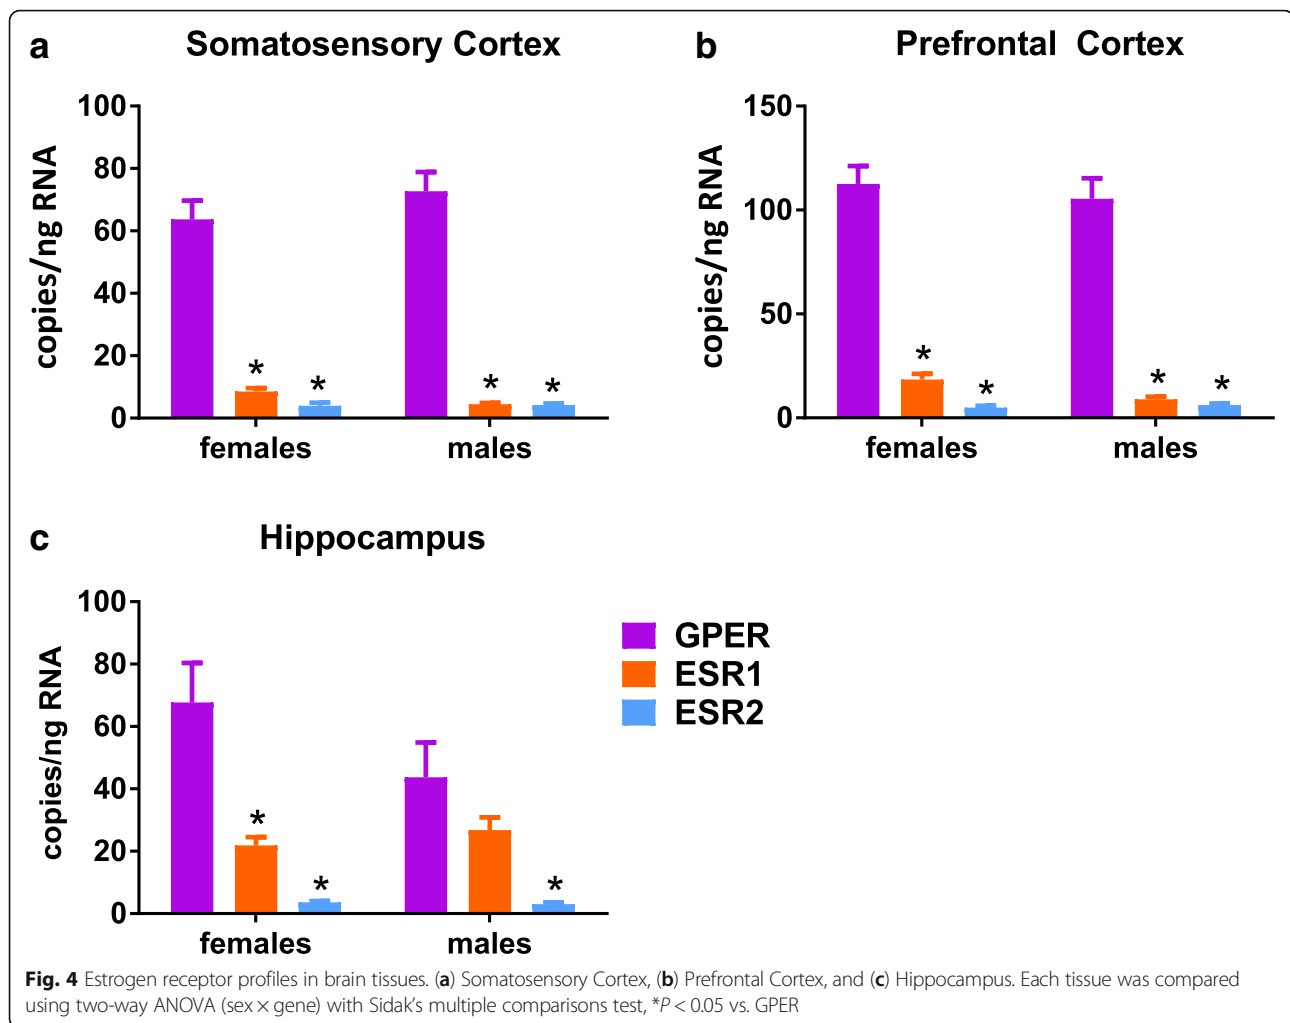 a Somatosensory Cortex
100
80
60
40
20
0
copies/ng RNA
* * * *
females males
b Prefrontal Cortex
150
100
50
0
copies/ng RNA
* * * *
females males
c Hippocampus
100
80
60
40
20
0
copies/ng RNA
* * *
females males
GPER
ESR1
ESR2
Fig. 4 Estrogen receptor profiles in brain tissues. (a) Somatosensory Cortex, (b) Prefrontal Cortex, and (c) Hippocampus. Each tissue was compared
using two-way ANOVA (sex × gene) with Sidak's multiple comparisons test, *P < 0.05 vs. GPER